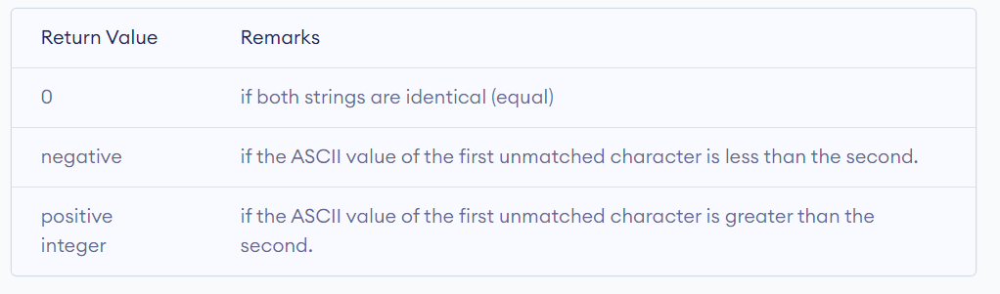 Return Value Remarks
0 if both strings are identical (equal)
negative if the ASCII value of the first unmatched character is less than the second.
positive if the ASCII value of the first unmatched character is greater than the
integer second.